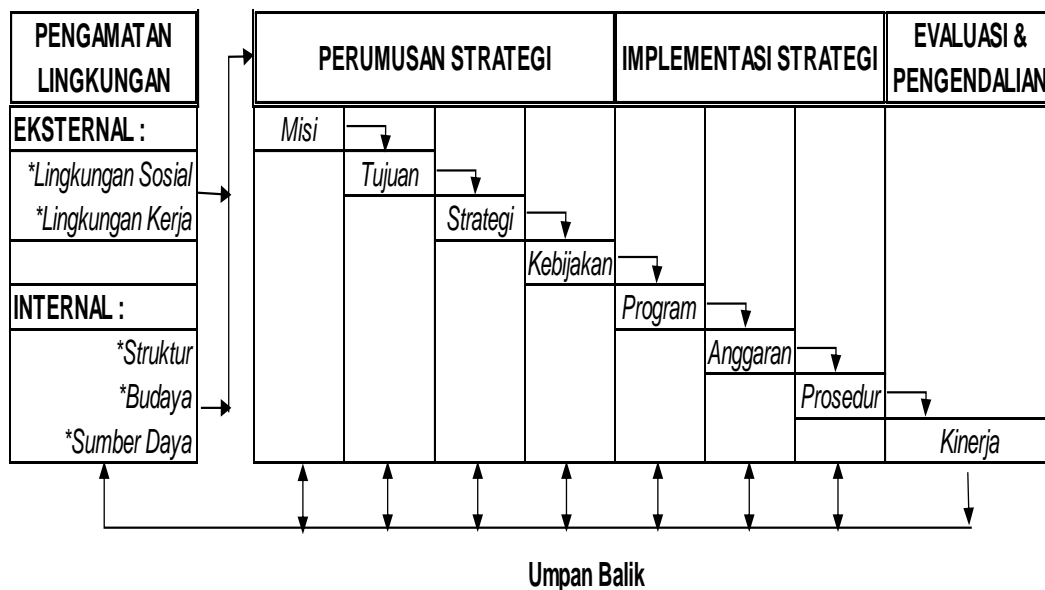 PENGAMATAN
LINGKUNGAN
PERUMUSAN STRATEGI
IMPLEMENTASI STRATEGI
EVALUASI &
PENGENDALIAN
EKSTERNAL :
*Lingkungan Sosial
*Lingkungan Kerja
INTERNAL :
*Struktur
*Budaya
*Sumber Daya
Misi
Tujuan
Strategi
Kebijakan
Program
Anggaran
Prosedur
Kinerja
Umpan Balik